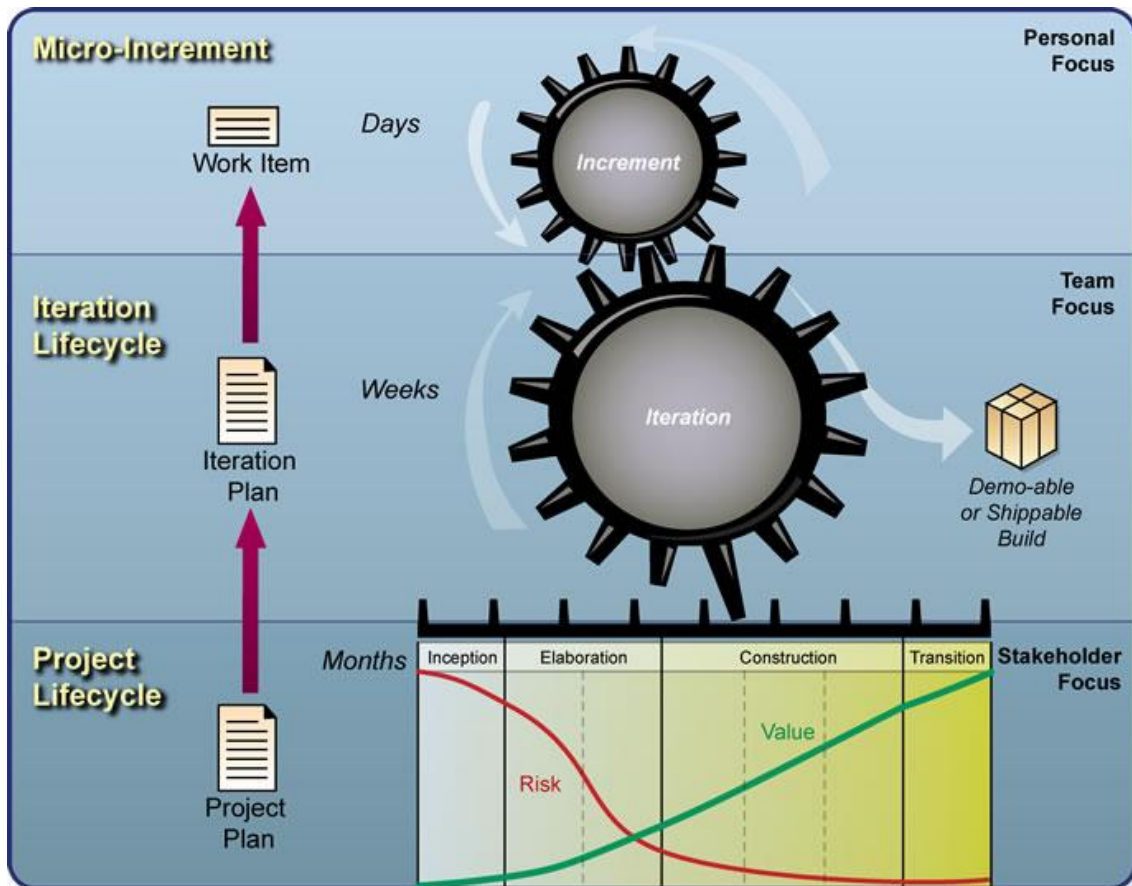 Micro-Increment
Personal
Focus
Days
Work Item
Increment
Iteration
Lifecycle
Team
Focus
Weeks
Iteration
Iteration
Plan
Demo-able
or Shippable
Build
Project
Lifecycle
Months
Inception
Elaboration
Construction
Transition
Stakeholder
Focus
Value
Risk
Project
Plan